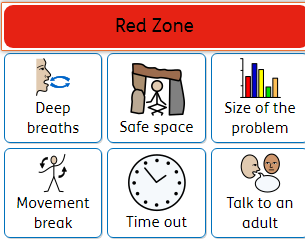 Red Zone
Deep
breaths
Safe space
Size of the
problem
Movement
break
Time out
Talk to an
adult